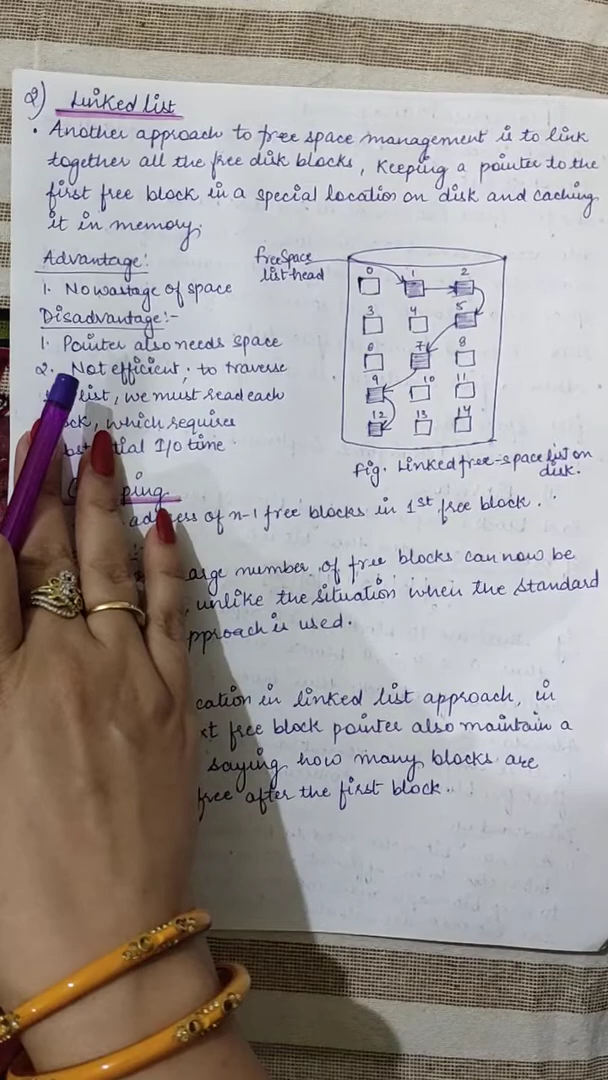 2) Linked list
• Another approach to free space management is to link
together all the free disk blocks, keeping a pointer to the
first free block in a special location on disk and caching
it in memory.
Advantage:
1. No wastage of space
Disadvantage:-
1. Pointer also needs space
2. Not efficient; to traverse
list, we must read each
which requires
I/O time.
free space
list head
0 1 2
3 4 5
6 7 8
9 10 11
12 13 14
fig. Linked free-space list on
disk.
of n-1 free blocks in 1st free block.
number of free blocks can now be
unlike the situation when the standard
approach is used.
in linked list approach, in
free block pointer also maintain a
saying how many blocks are
free after the first block.